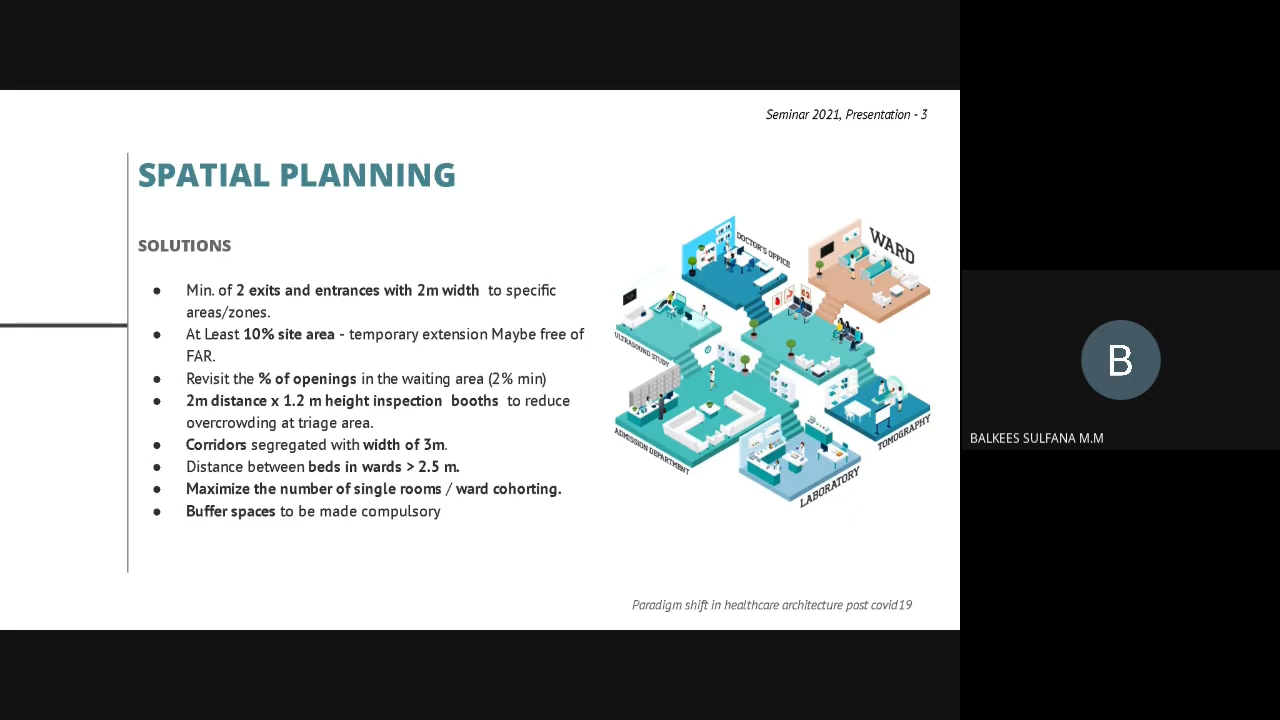 Seminar 2021, Presentation - 3
SPATIAL PLANNING
SOLUTIONS
● Min. of 2 exits and entrances with 2m width to specific
areas/zones.
● At Least 10% site area - temporary extension Maybe free of
FAR.
● Revisit the % of openings in the waiting area (2% min)
● 2m distance x 1.2 m height inspection booths to reduce
overcrowding at triage area.
● Corridors segregated with width of 3m.
● Distance between beds in wards > 2.5 m.
● Maximize the number of single rooms / ward cohorting.
● Buffer spaces to be made compulsory
DOCTOR'S OFFICE
WARD
ULTRASOUND STUDY
ADMISSION DEPARTMENT
TOMOGRAPHY
LABORATORY
Paradigm shift in healthcare architecture post covid19
B
BALKEES SULFANA M.M